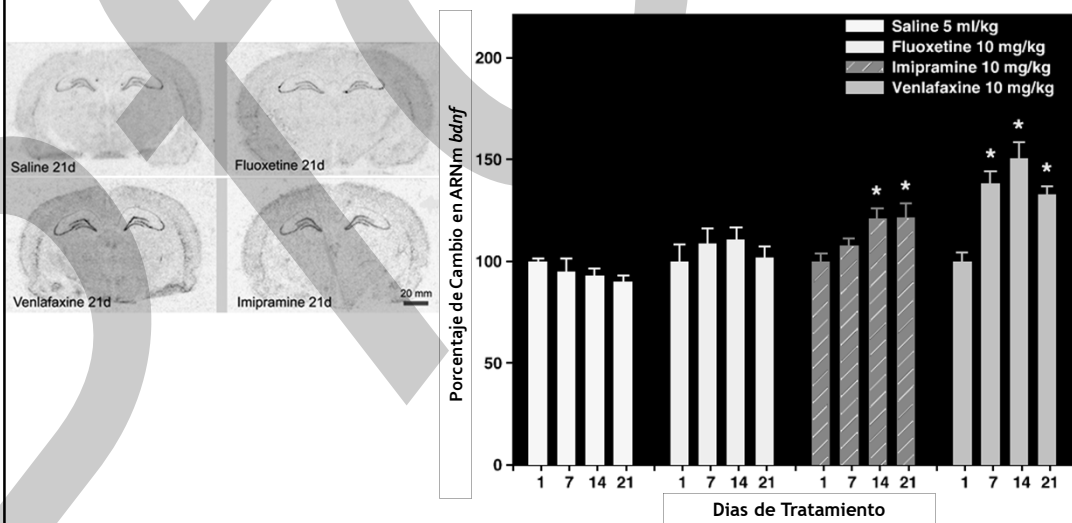 Saline 21d
Fluoxetine 21d
Venlafaxine 21d
Imipramine 21d
20 mm
Porcentaje de Cambio en ARNm bdnf
200
150
100
50
0
Saline 5 ml/kg
Fluoxetine 10 mg/kg
Imipramine 10 mg/kg
Venlafaxine 10 mg/kg
* * * * *
1 7 14 21 1 7 14 21 1 7 14 21 1 7 14 21
Dias de Tratamiento